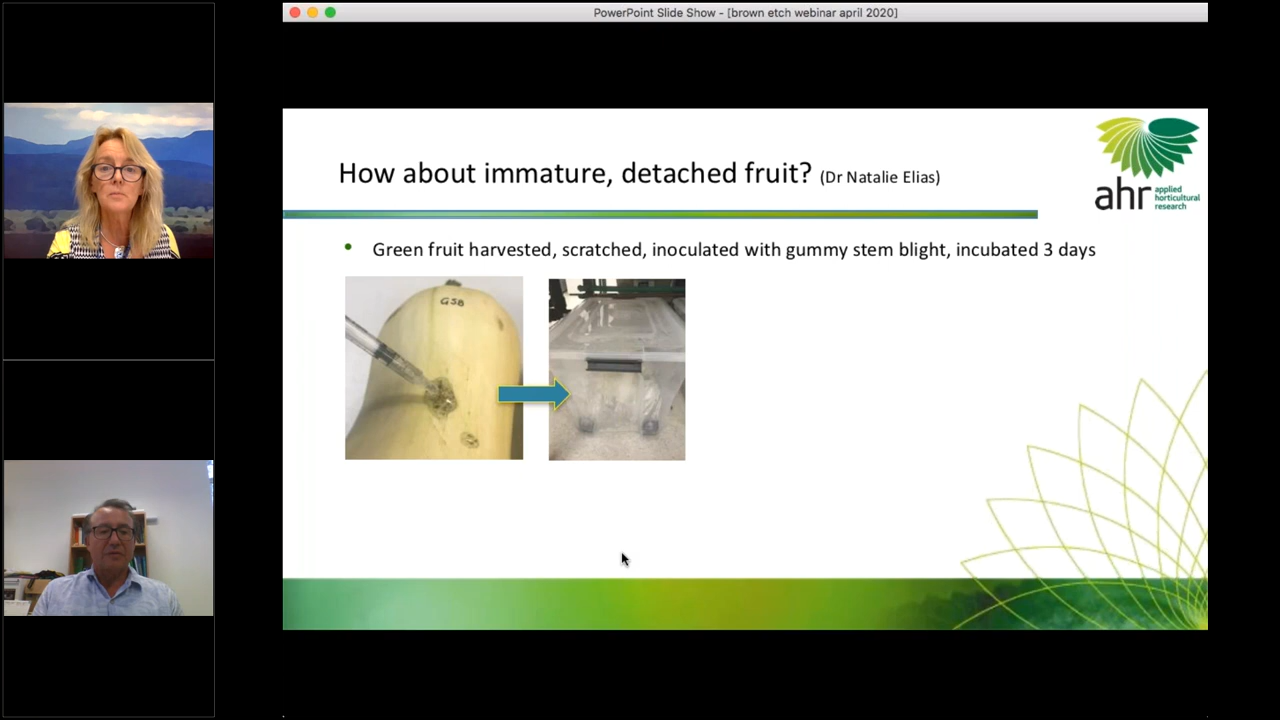 PowerPoint Slide Show - [brown etch webinar april 2020]
How about immature, detached fruit? (Dr Natalie Elias)
ahr applied horticultural research
• Green fruit harvested, scratched, inoculated with gummy stem blight, incubated 3 days
GSB